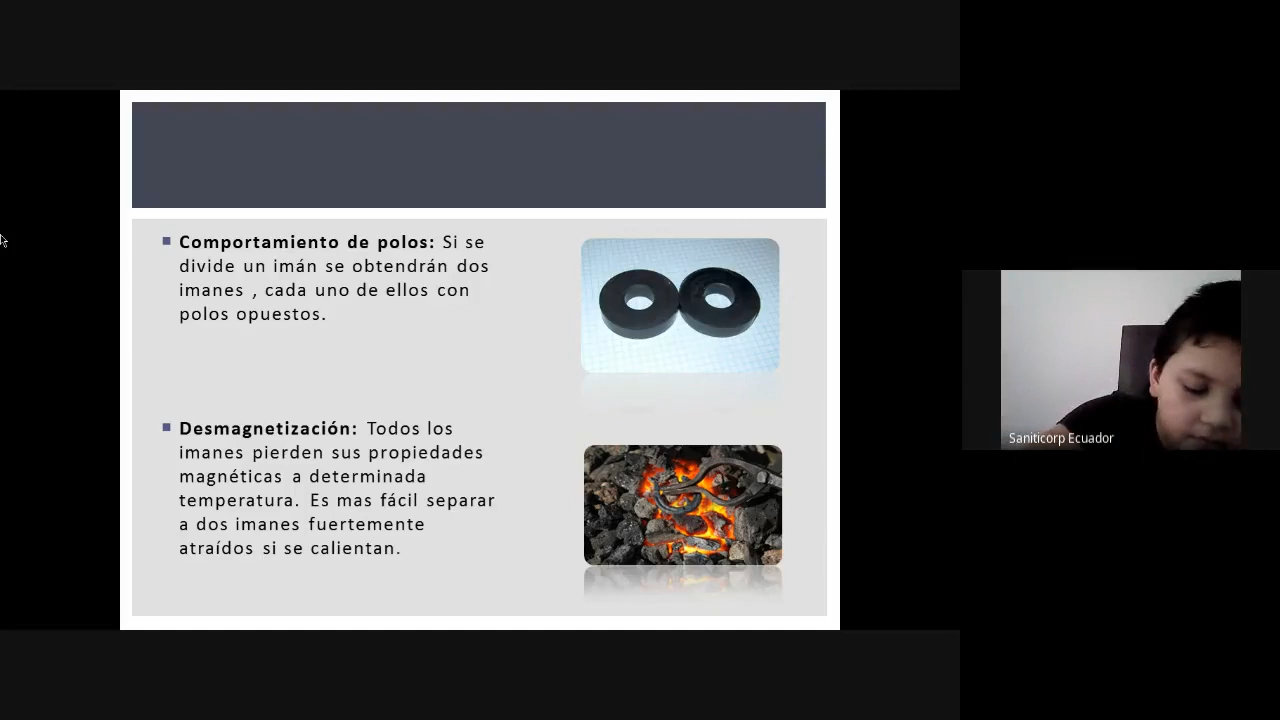 Comportamiento de polos: Si se
divide un imán se obtendrán dos
imanes , cada uno de ellos con
polos opuestos.
Desmagnetización: Todos los
imanes pierden sus propiedades
magnéticas a determinada
temperatura. Es mas fácil separar
a dos imanes fuertemente
atraídos si se calientan.
Saniticorp Ecuador